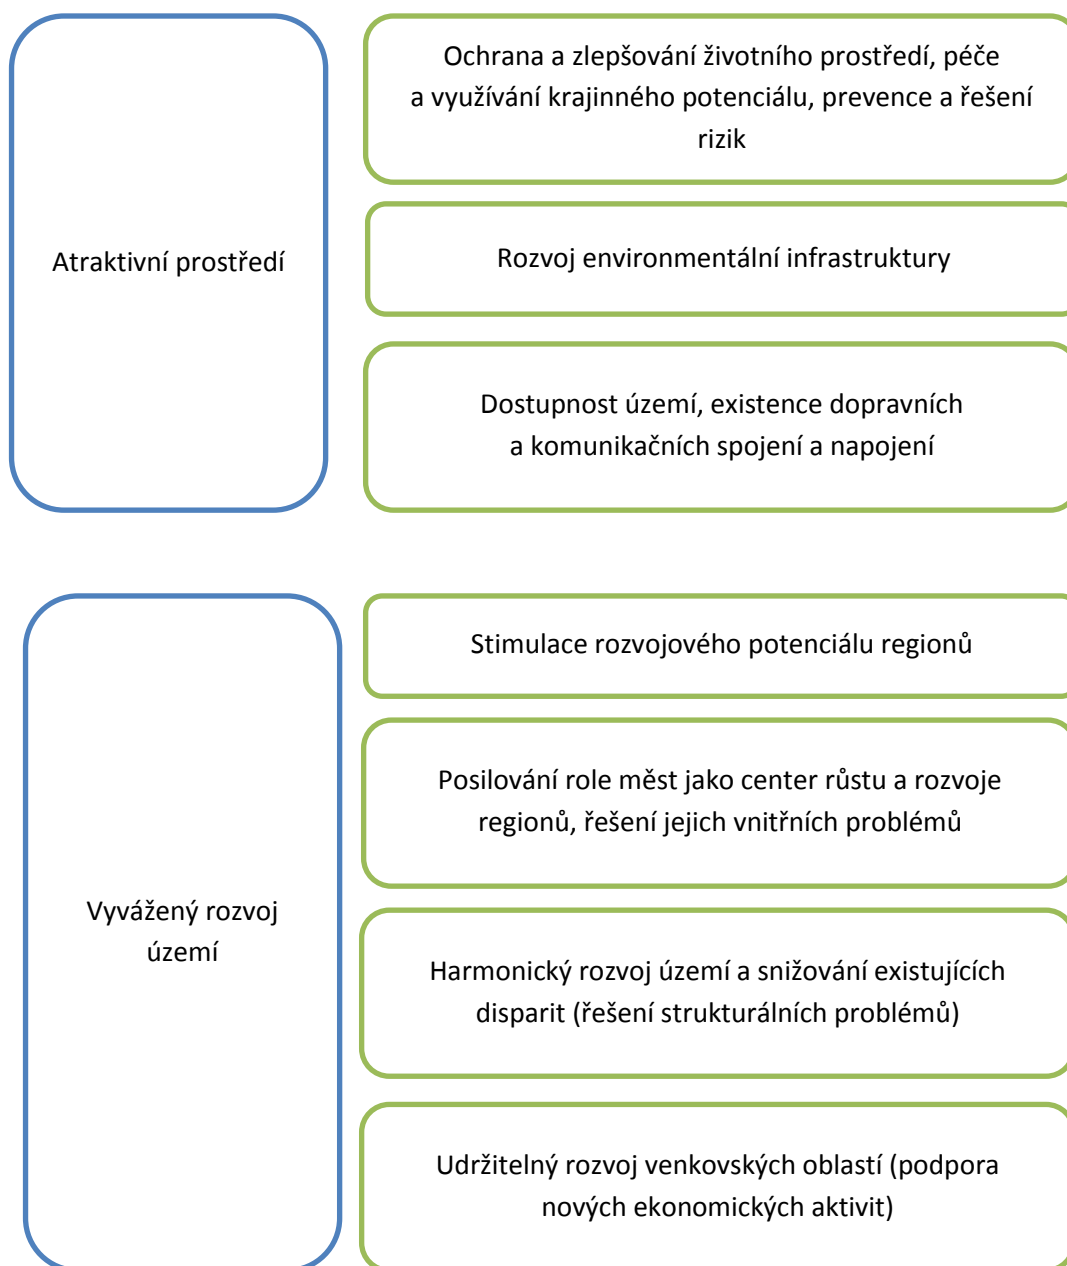 Atraktivní prostředí
Ochrana a zlepšování životního prostředí, péče
a využívání krajinného potenciálu, prevence a řešení
rizik
Rozvoj environmentální infrastruktury
Dostupnost území, existence dopravních
a komunikačních spojení a napojení
Vyvážený rozvoj
území
Stimulace rozvojového potenciálu regionů
Posilování role měst jako center růstu a rozvoje
regionů, řešení jejich vnitřních problémů
Harmonický rozvoj území a snižování existujících
disparit (řešení strukturálních problémů)
Udržitelný rozvoj venkovských oblastí (podpora
nových ekonomických aktivit)